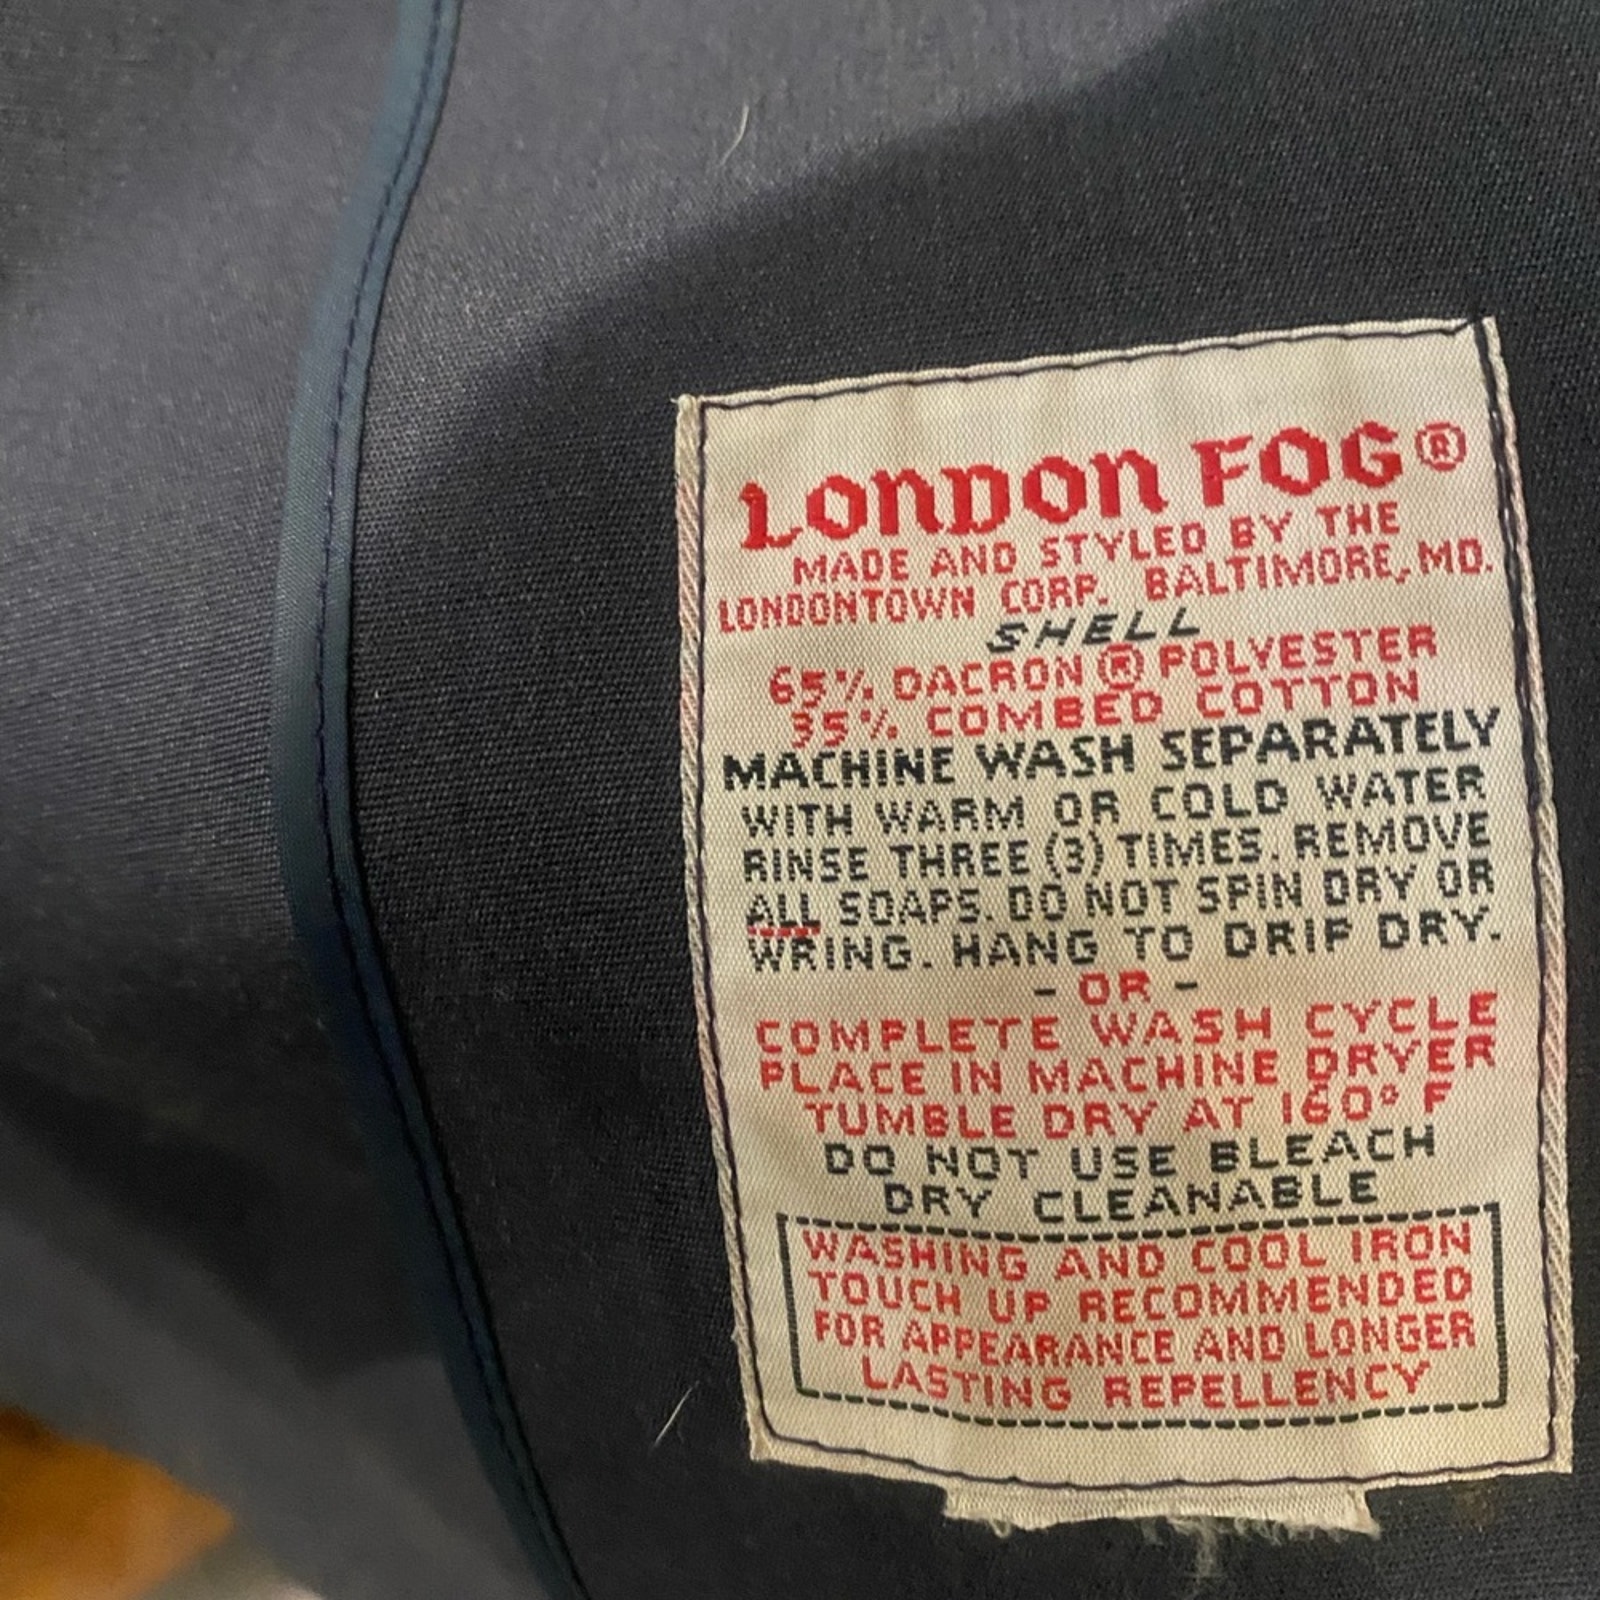 LONDON FOG®
MADE AND STYLED BY THE
LONDONTOWN CORP. BALTIMORE, MD.
SHELL
65% DACRON ® POLYESTER
35% COMBED COTTON
MACHINE WASH SEPARATELY
WITH WARM OR COLD WATER
RINSE THREE (3) TIMES. REMOVE
ALL SOAPS. DO NOT SPIN DRY OR
WRING. HANG TO DRIP DRY.
- OR -
COMPLETE WASH CYCLE
PLACE IN MACHINE DRYER
TUMBLE DRY AT 160° F
DO NOT USE BLEACH
DRY CLEANABLE
WASHING AND COOL IRON
TOUCH UP RECOMMENDED
FOR APPEARANCE AND LONGER
LASTING REPELLENCY